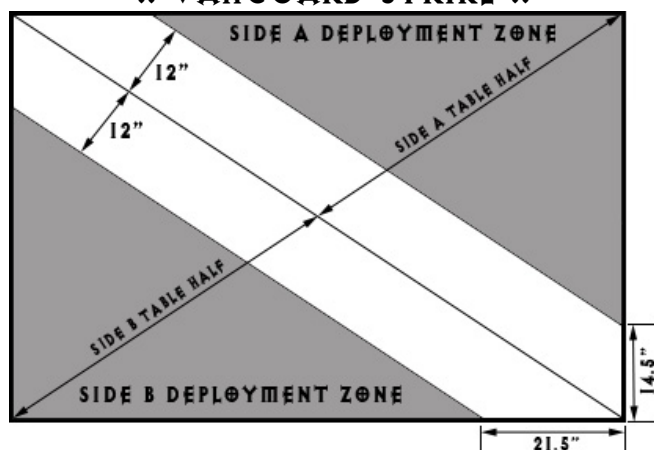 SIDE A DEPLOYMENT ZONE
12”
12”
SIDE A TABLE HALF
SIDE B TABLE HALF
SIDE B DEPLOYMENT ZONE
14.5”
21.5”